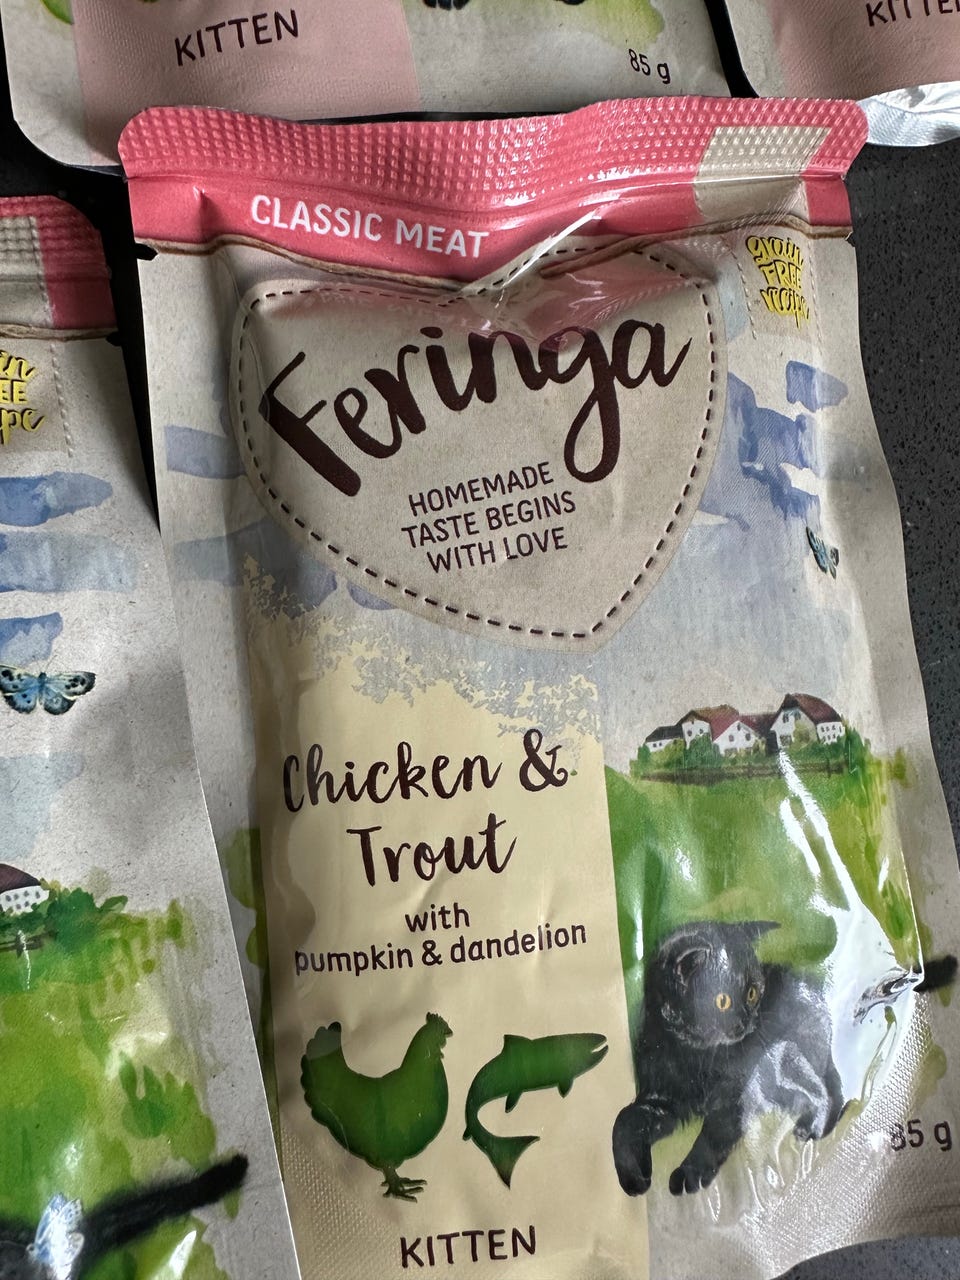 KITTEN
85 g
KITTEN
CLASSIC MEAT
grain
FREE
recipe
Feringa
HOMEMADE
TASTE BEGINS
WITH LOVE
Chicken &
Trout
with
pumpkin & dandelion
85 g
KITTEN